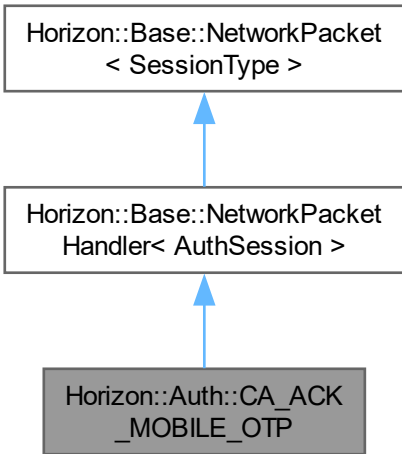 Horizon::Base::NetworkPacket
< SessionType >
Horizon::Base::NetworkPacket
Handler< AuthSession >
Horizon::Auth::CA_ACK
_MOBILE_OTP